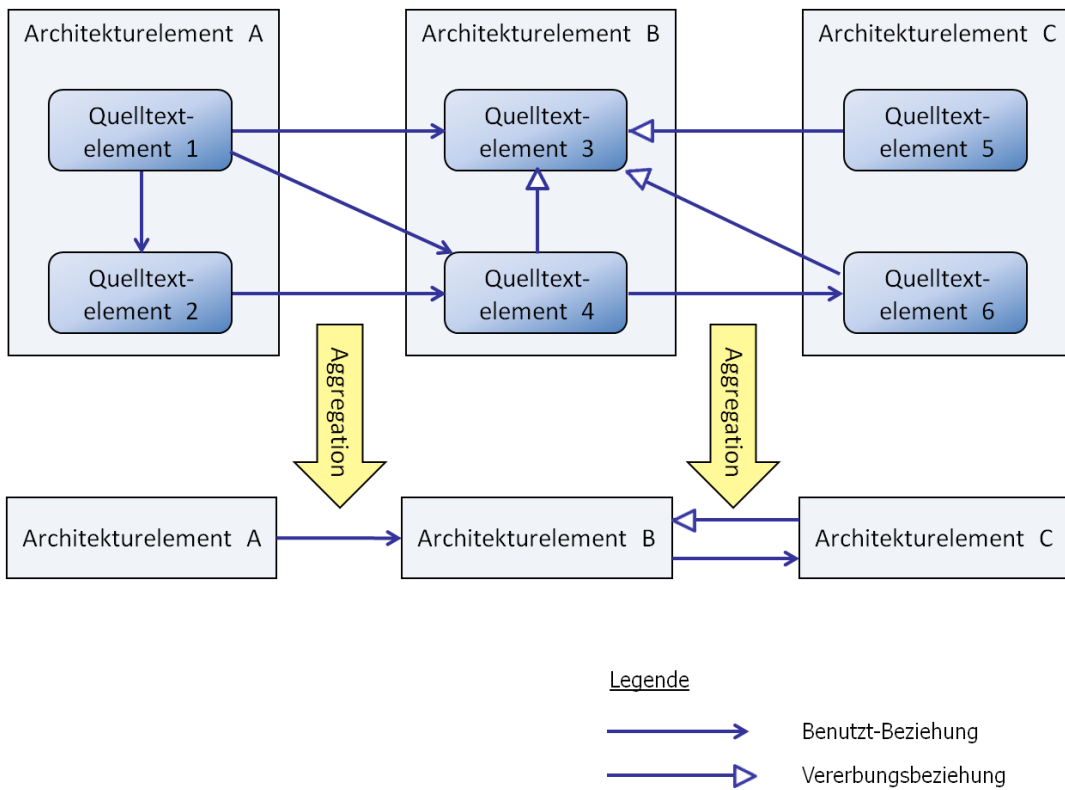 Architekturelement A
Architekturelement B
Architekturelement C
Quelltext-
element 1
Quelltext-
element 3
Quelltext-
element 5
Quelltext-
element 2
Quelltext-
element 4
Quelltext-
element 6
Aggregation
Aggregation
Architekturelement A
Architekturelement B
Architekturelement C
Legende
Benutzt-Beziehung
Vererbungsbeziehung